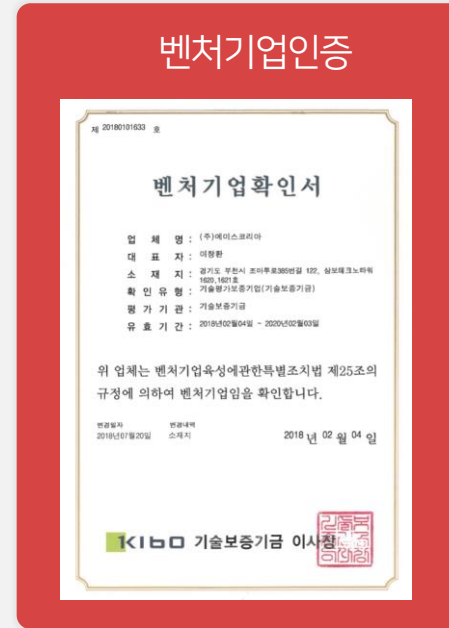 벤처기업인증
제 20180101633 호
벤처기업확인서
업 체 명 : (주)에이스코리아
대 표 자 : 이창환
소 재 지 : 경기도 부천시 조마루로385번길 122, 삼보테크노타워
1620,1621호
확 인 유 형 : 기술평가보증기업(기술보증기금)
평 가 기 관 : 기술보증기금
유 효 기 간 : 2018년02월04일 ~ 2020년02월03일
위 업체는 벤처기업육성에관한특별조치법 제25조의
규정에 의하여 벤처기업임을 확인합니다.
변경일자 변경내역
2018년07월20일 소재지
2018 년 02 월 04 일
KIBO 기술보증기금 이사장